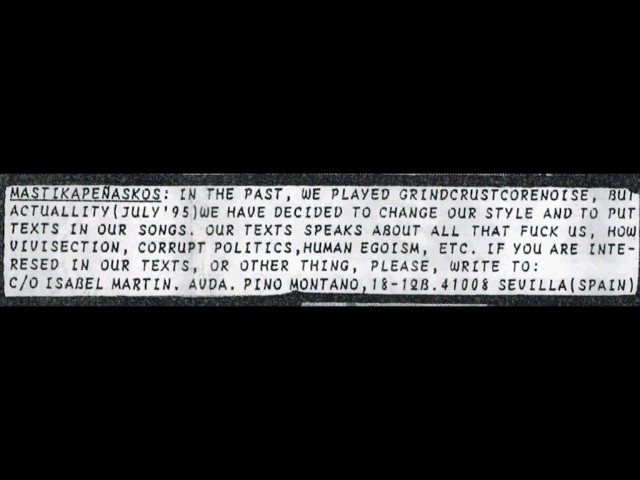 MASTIKAPEÑASKOS: IN THE PAST, WE PLAYED GRINDCRUSTCORENOISE, BUT
ACTUALLITY(JULY'95)WE HAVE DECIDED TO CHANGE OUR STYLE AND TO PUT
TEXTS IN OUR SONGS. OUR TEXTS SPEAKS ABOUT ALL THAT FUCK US, HOW
VIVISECTION, CORRUPT POLITICS,HUMAN EGOISM, ETC. IF YOU ARE INTE-
RESED IN OUR TEXTS, OR OTHER THING, PLEASE, WRITE TO:
C/O ISABEL MARTIN. AVDA. PINO MONTANO,18-12B.41008 SEVILLA(SPAIN)